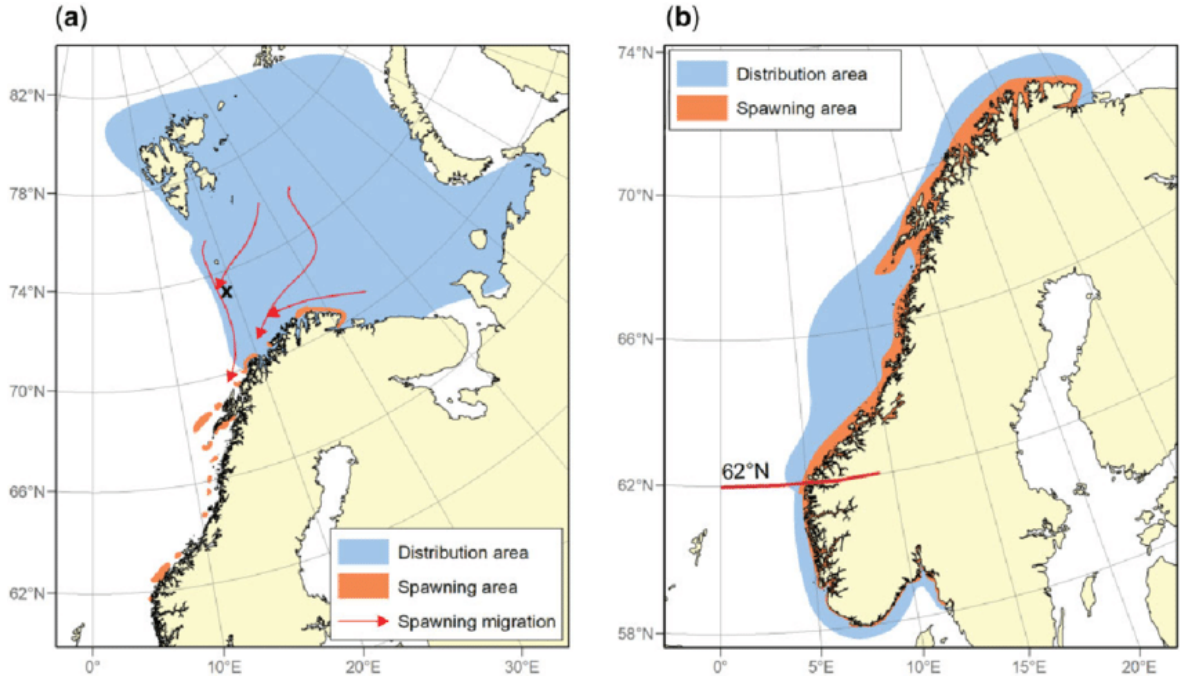 (a)
82°N
78°N
74°N
70°N
66°N
62°N
x
Distribution area
Spawning area
Spawning migration
0°
10°E
20°E
30°E
(b)
74°N
70°N
66°N
62°N
58°N
Distribution area
Spawning area
62°N
0°
5°E
10°E
15°E
20°E